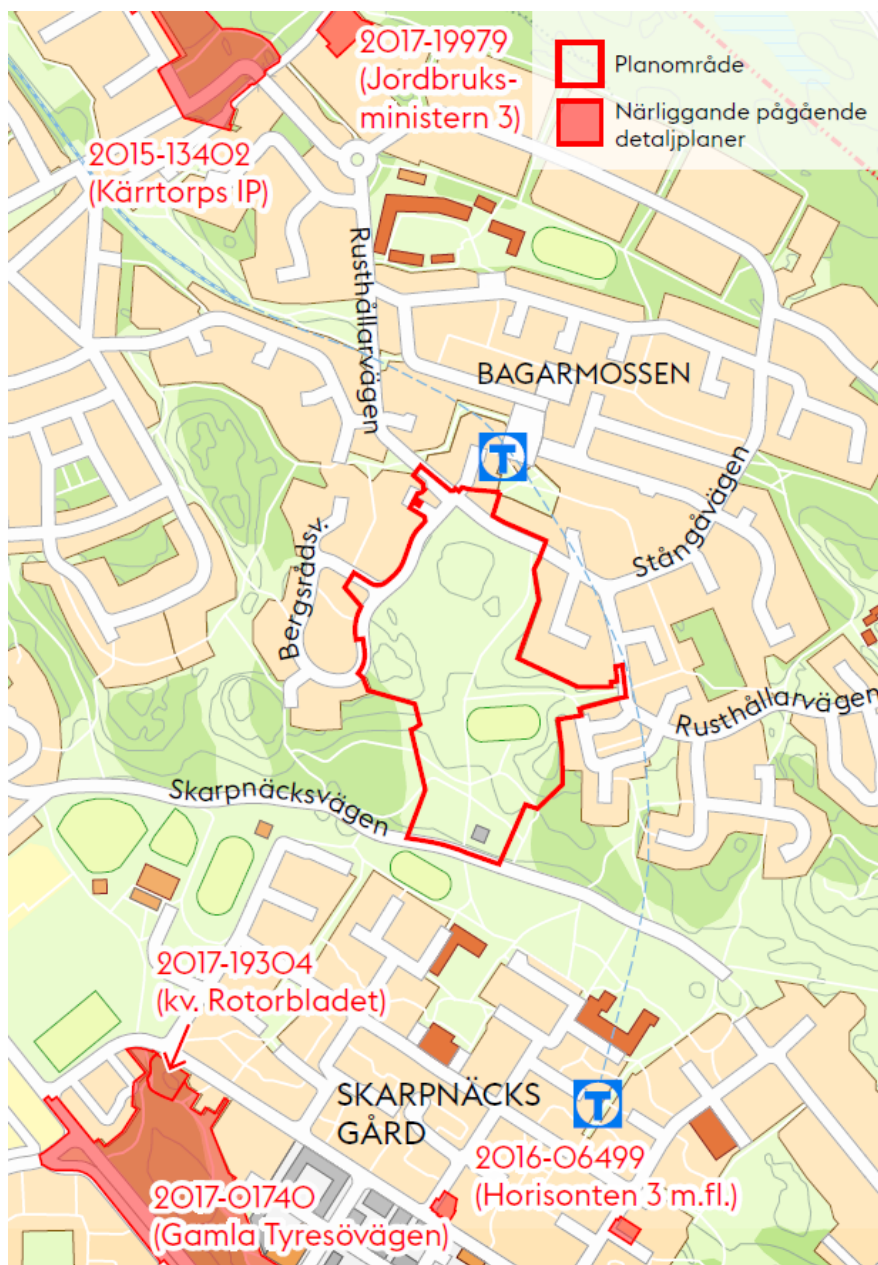 2017-19979
(Jordbruks-
ministern 3)
Planområde
Närliggande pågående
detaljplaner
2015-13402
(Kärrtorps IP)
Rusthållarvägen
BAGARMOSSEN
T
Stångåvägen
Bergsrådsv.
Rusthållarvägen
Skarpnäcksvägen
2017-19304
(kv. Rotorbladet)
SKARPNÄCKS
GÅRD
T
2016-06499
(Horisonten 3 m.fl.)
2017-01740
(Gamla Tyresövägen)